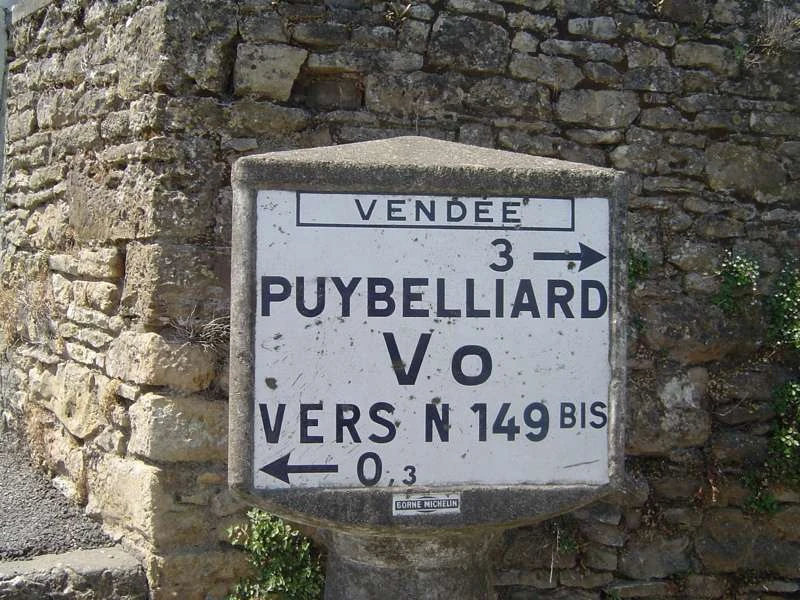 VENDÉE
3 →
PUYBELLIARD
Vo
VERS N 149 BIS
← 0,3
BORNE MICHELIN